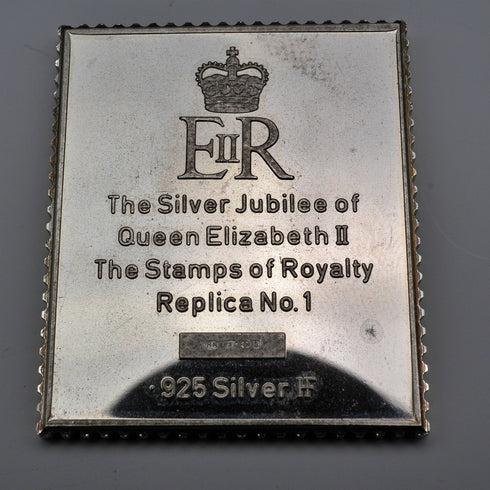 EIIR
The Silver Jubilee of
Queen Elizabeth II
The Stamps of Royalty
Replica No.1
925 Silver